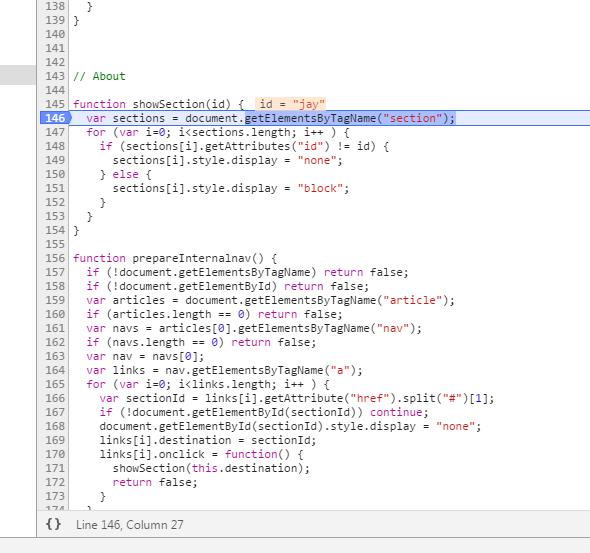 138 }
139 }
140
141
142
143 // About
144
145 function showSection(id) { id = "jay"
146 var sections = document.getElementsByTagName("section");
147 for (var i=0; i<sections.length; i++ ) {
148 if (sections[i].getAttributes("id") != id) {
149 sections[i].style.display = "none";
150 } else {
151 sections[i].style.display = "block";
152 }
153 }
154 }
155
156 function prepareInternalnav() {
157 if (!document.getElementsByTagName) return false;
158 if (!document.getElementById) return false;
159 var articles = document.getElementsByTagName("article");
160 if (articles.length == 0) return false;
161 var navs = articles[0].getElementsByTagName("nav");
162 if (navs.length == 0) return false;
163 var nav = navs[0];
164 var links = nav.getElementsByTagName("a");
165 for (var i=0; i<links.length; i++ ) {
166 var sectionId = links[i].getAttribute("href").split("#")[1];
167 if (!document.getElementById(sectionId)) continue;
168 document.getElementById(sectionId).style.display = "none";
169 links[i].destination = sectionId;
170 links[i].onclick = function() {
171 showSection(this.destination);
172 return false;
173 }
174 }
{} Line 146, Column 27